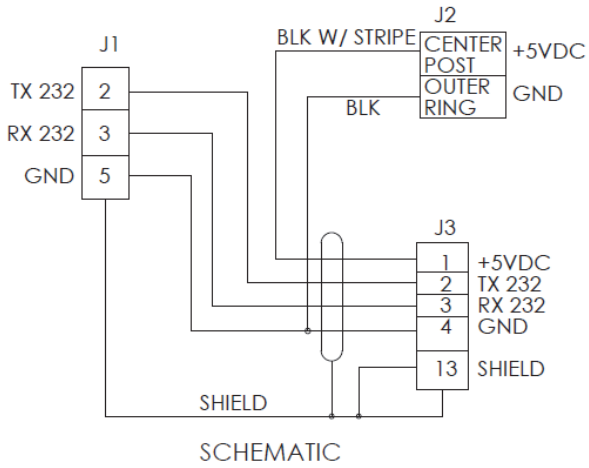 J1
TX 232 2
RX 232 3
GND 5
J2
BLK W/ STRIPE CENTER POST +5VDC
BLK OUTER RING GND
J3
1 +5VDC
2 TX 232
3 RX 232
4 GND
13 SHIELD
SHIELD
SCHEMATIC